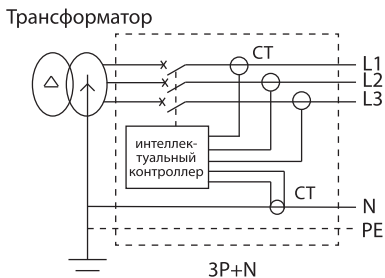 Трансформатор
CT
L1
L2
L3
интеллек-
туальный
контроллер
CT
N
PE
3P+N